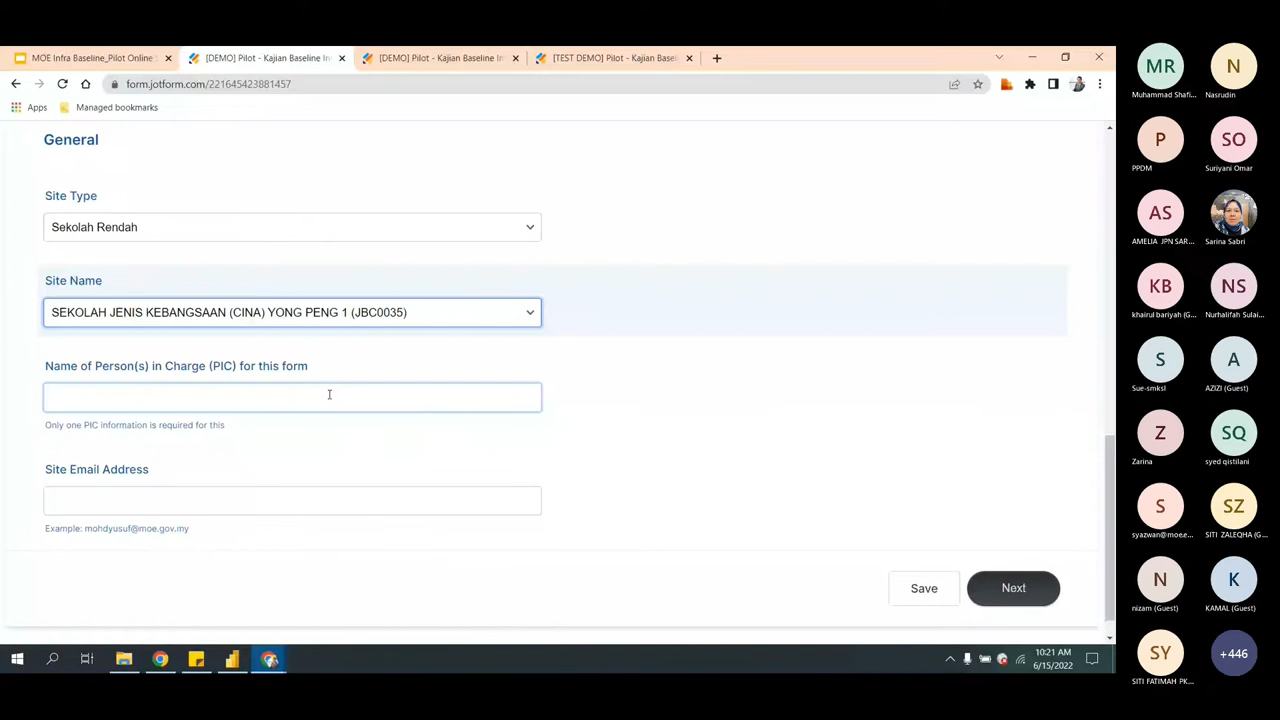 MOE Infra Baseline_Pilot Online
[DEMO] Pilot - Kajian Baseline In
[DEMO] Pilot - Kajian Baseline In
[TEST DEMO] Pilot - Kajian Basel
form.jotform.com/221645423881457
Apps
Managed bookmarks
General
Site Type
Sekolah Rendah
Site Name
SEKOLAH JENIS KEBANGSAAN (CINA) YONG PENG 1 (JBC0035)
Name of Person(s) in Charge (PIC) for this form
Only one PIC information is required for this
Site Email Address
Example: mohdyusuf@moe.gov.my
Save
Next
10:21 AM
6/15/2022
MR
Muhammad Shafi...
N
Nasrudin
P
PPDM
SO
Suriyani Omar
AS
AMELIA JPN SAR...
Sarina Sabri
KB
khairul bariyah (G...
NS
Nurhalifah Sulai...
S
Sue-smksl
A
AZIZI (Guest)
Z
Zarina
SQ
syed qistilani
S
syazwan@moe.e...
SZ
SITI ZALEQHA (G...
N
nizam (Guest)
K
KAMAL (Guest)
SY
SITI FATIMAH PK...
+446